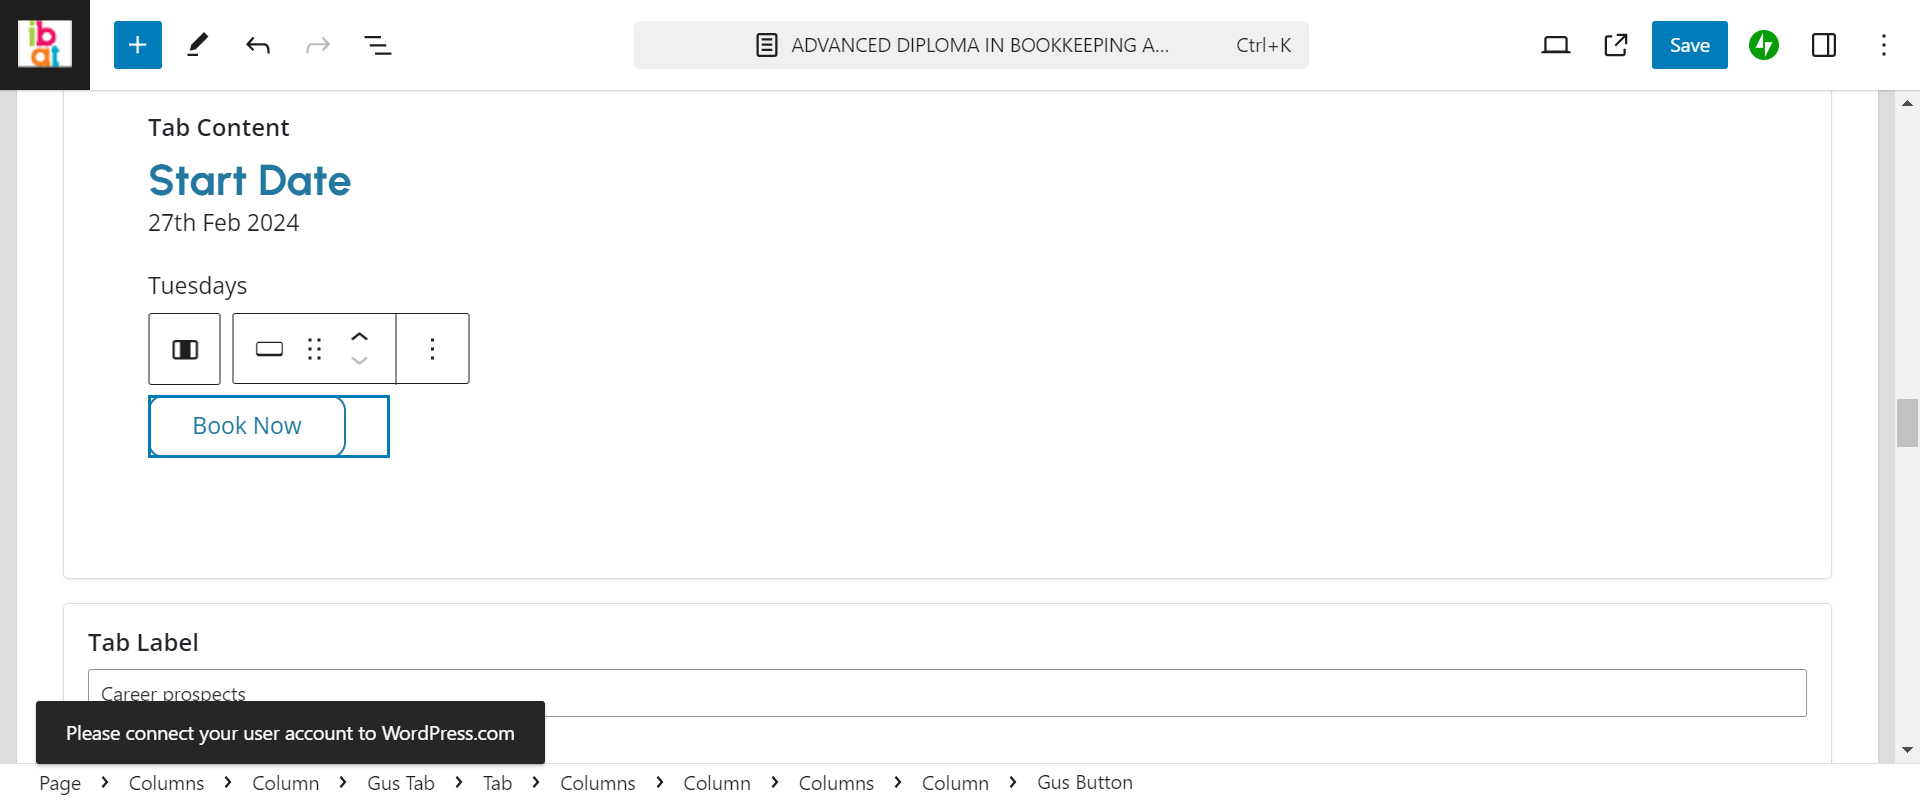 ibat
ADVANCED DIPLOMA IN BOOKKEEPING A... Ctrl+K
Save
Tab Content
Start Date
27th Feb 2024
Tuesdays
Book Now
Tab Label
Career prospects
Please connect your user account to WordPress.com
Page > Columns > Column > Gus Tab > Tab > Columns > Column > Columns > Column > Gus Button